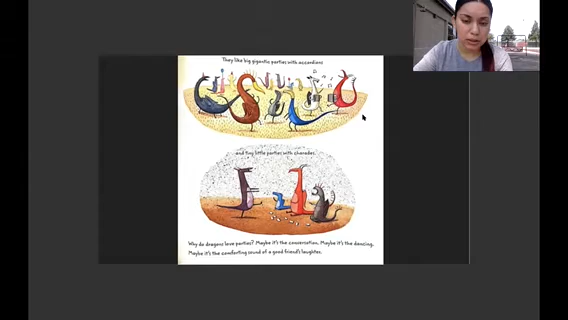 They like big gigantic parties with accordions
and tiny little parties with charades.
Why do dragons love parties? Maybe it's the conversation. Maybe it's the dancing.
Maybe it's the comforting sound of a good friend's laughter.